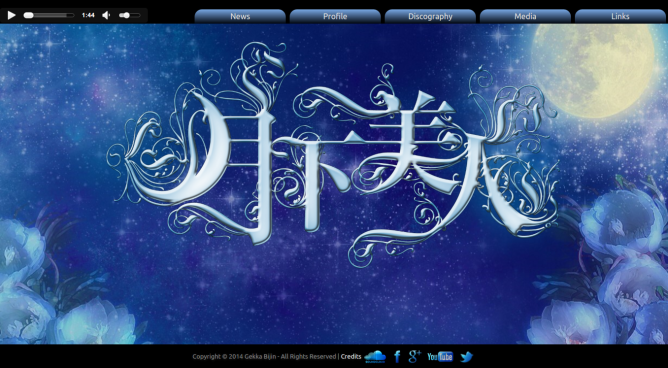 1:44
News
Profile
Discography
Media
Links
月下美人
Copyright © 2014 Gekka Bijin - All Rights Reserved | Credits
YouTube